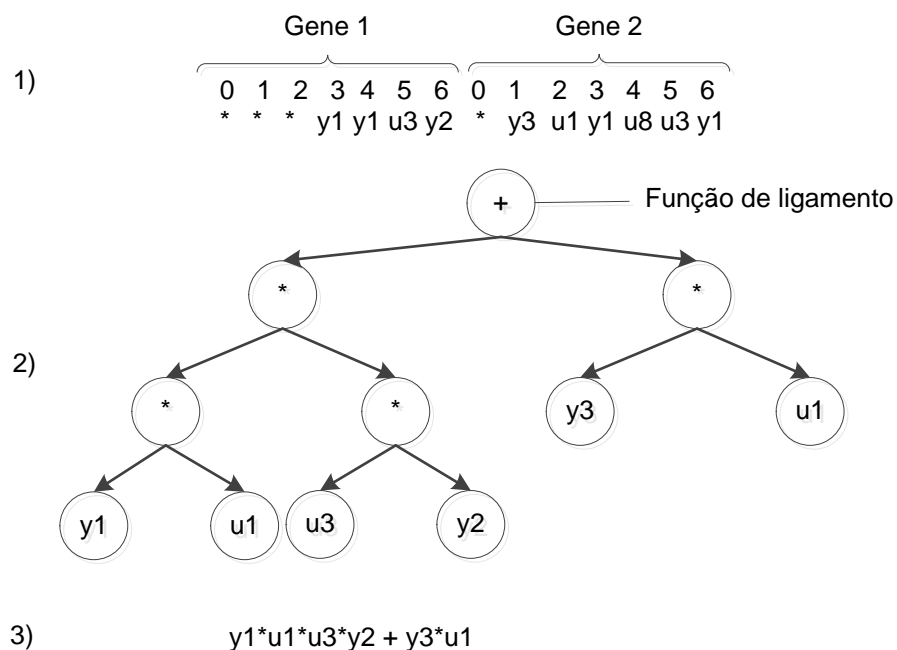 Gene 1 Gene 2
1)
0 1 2 3 4 5 6 0 1 2 3 4 5 6
* * * y1 y1 u3 y2 * y3 u1 y1 u8 u3 y1
+ Função de ligamento
* *
2)
* * y3 u1
y1 u1 u3 y2
3) y1*u1*u3*y2 + y3*u1